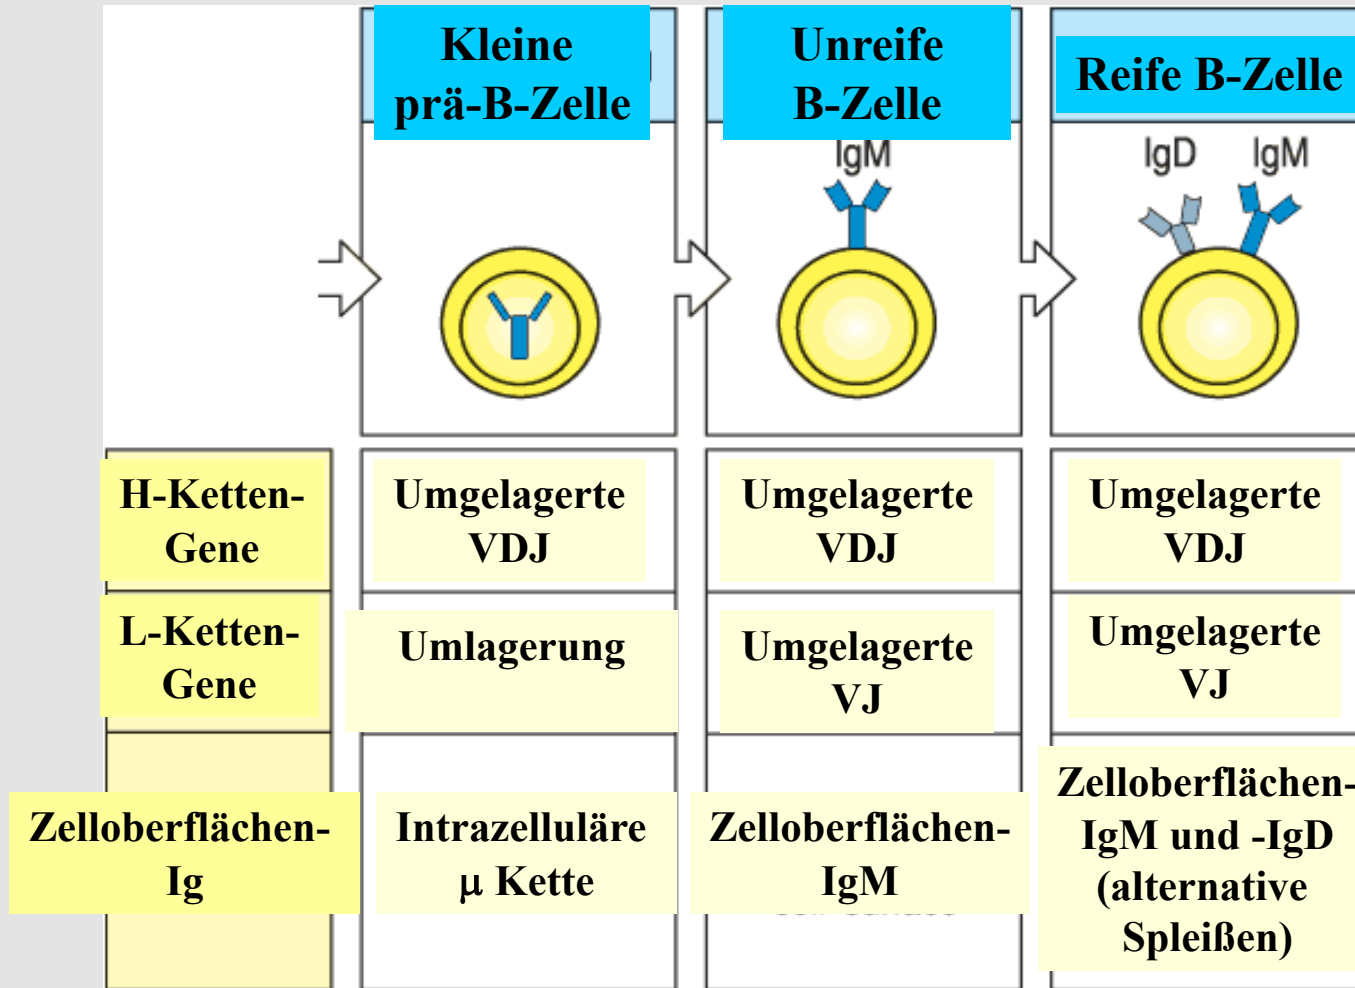 Kleine
prä-B-Zelle
Unreife
B-Zelle
Reife B-Zelle
IgM
IgD
IgM
H-Ketten-
Gene
Umgelagerte
VDJ
Umgelagerte
VDJ
Umgelagerte
VDJ
L-Ketten-
Gene
Umlagerung
Umgelagerte
VJ
Umgelagerte
VJ
Zelloberflächen-
Ig
Intrazelluläre
μ Kette
Zelloberflächen-
IgM
Zelloberflächen-
IgM und -IgD
(alternative
Spleißen)